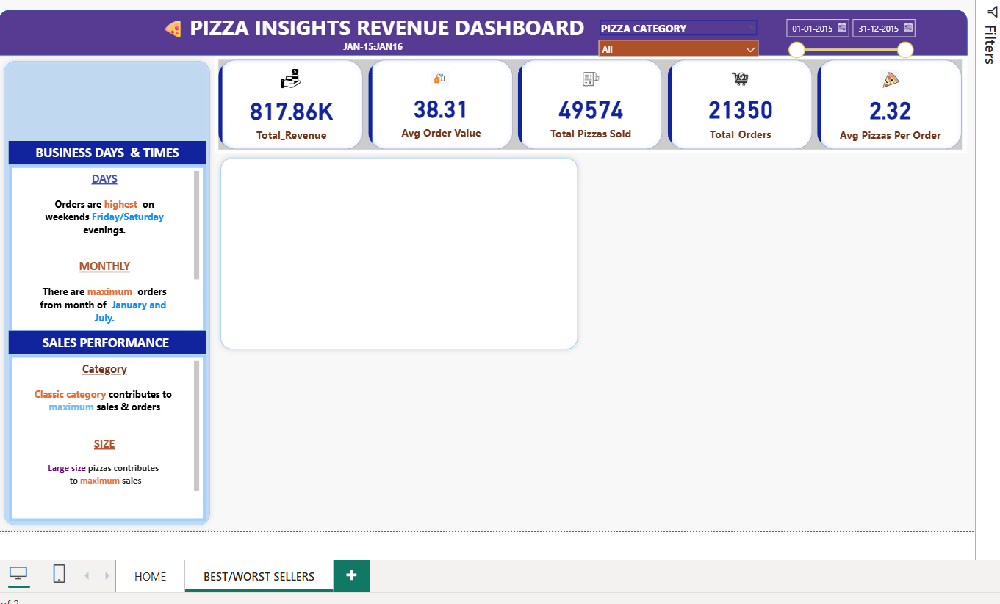 PIZZA INSIGHTS REVENUE DASHBOARD
JAN-15:JAN16
PIZZA CATEGORY
All
01-01-2015
31-12-2015
Filters
817.86K
Total_Revenue
38.31
Avg Order Value
49574
Total Pizzas Sold
21350
Total_Orders
2.32
Avg Pizzas Per Order
BUSINESS DAYS & TIMES
DAYS
Orders are highest on
weekends Friday/Saturday
evenings.
MONTHLY
There are maximum orders
from month of January and
July.
SALES PERFORMANCE
Category
Classic category contributes to
maximum sales & orders
SIZE
Large size pizzas contributes
to maximum sales
HOME
BEST/WORST SELLERS